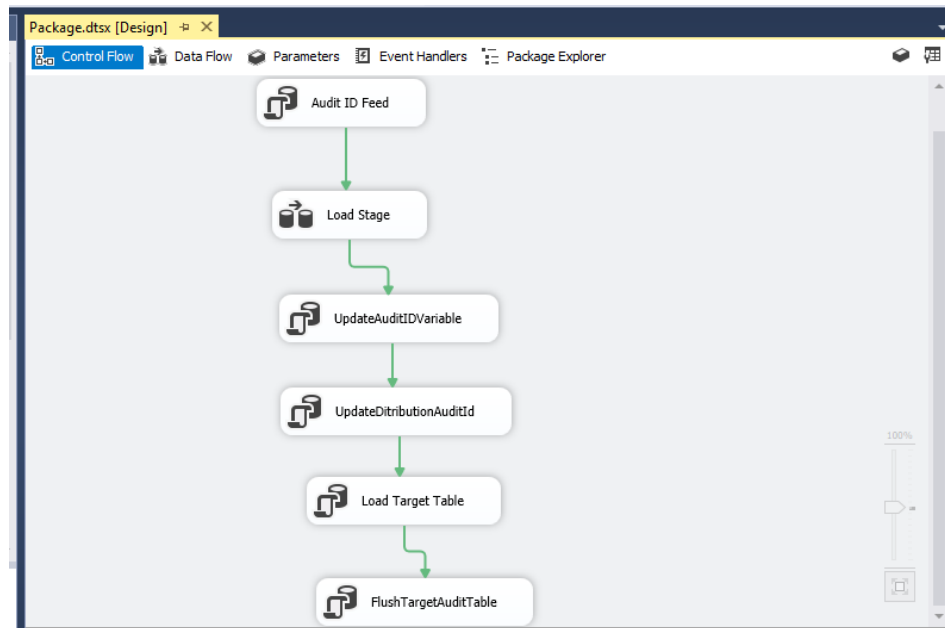 Package.dtsx [Design]
Control Flow Data Flow Parameters Event Handlers Package Explorer
Audit ID Feed
Load Stage
UpdateAuditIDVariable
UpdateDitributionAuditId
100%
Load Target Table
FlushTargetAuditTable